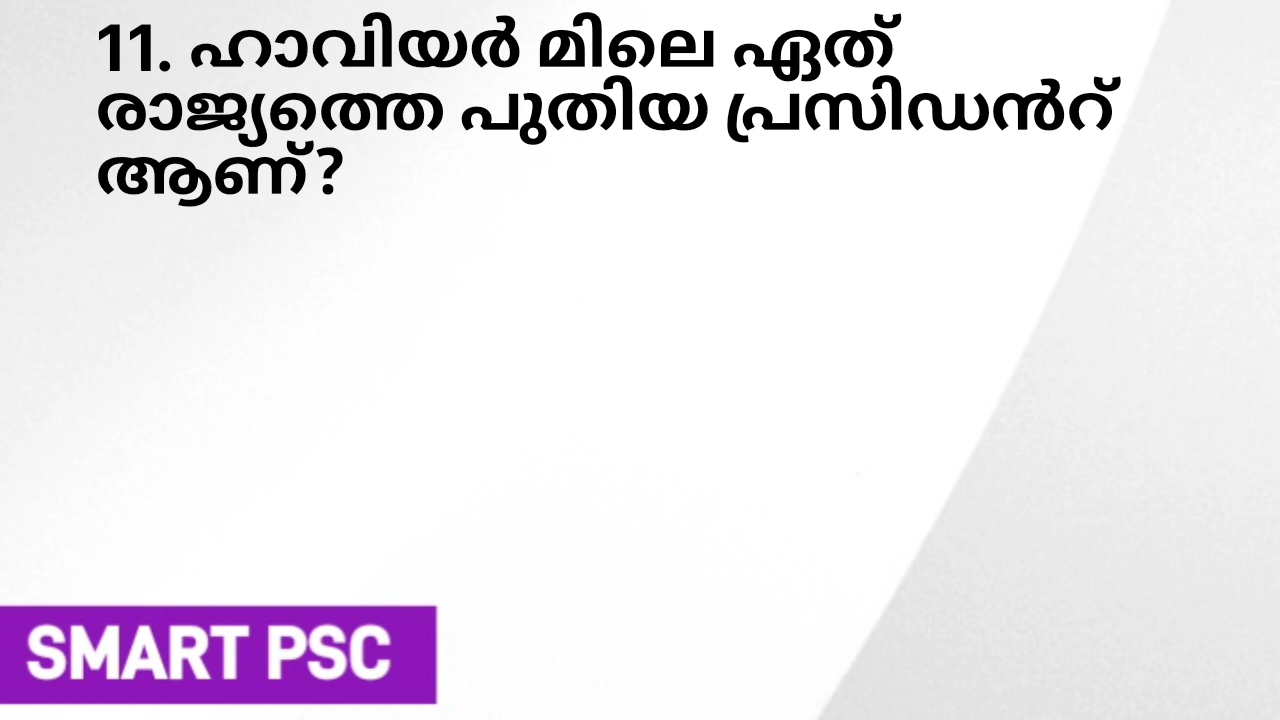 11. ഹാവിയർ മിലെ ഏത്
രാജ്യത്തെ പുതിയ പ്രസിഡൻറ്
ആണ്?
SMART PSC